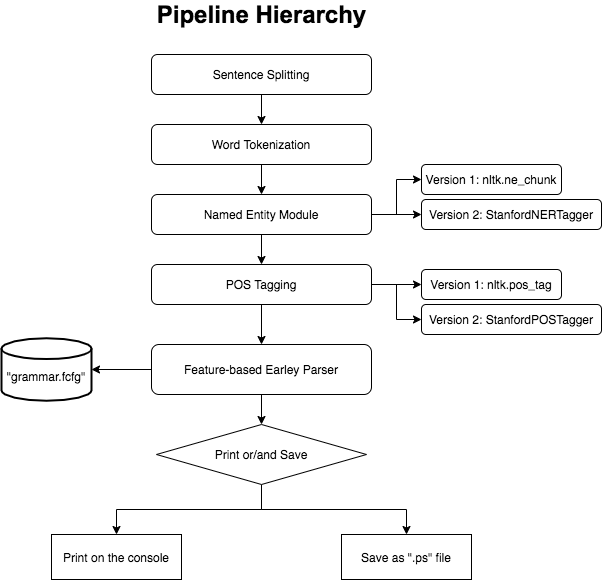 Pipeline Hierarchy
Sentence Splitting
Word Tokenization
Named Entity Module
Version 1: nltk.ne_chunk
Version 2: StanfordNERTagger
POS Tagging
Version 1: nltk.pos_tag
Version 2: StanfordPOSTagger
Feature-based Earley Parser
"grammar.fcfg"
Print or/and Save
Print on the console
Save as ".ps" file